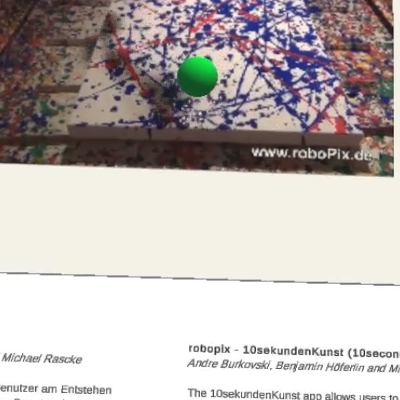 www.roboPix.de
Michael Rascke
enutzer am Entstehen
robopix - 10sekundenKunst (10secon
Andre Burkovski, Benjamin Höferlin and Mi
The 10sekundenKunst app allows users to